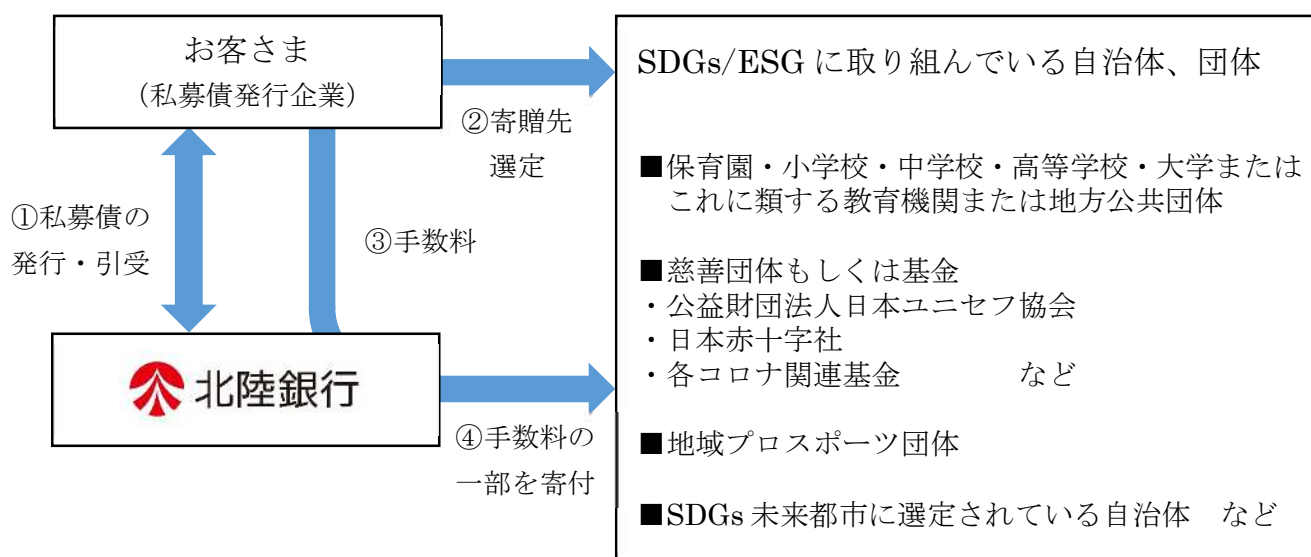 お客さま
（私募債発行企業）
②寄贈先
選定
①私募債の
発行・引受
③手数料
北陸銀行
④手数料の
一部を寄付
SDGs/ESG に取り組んでいる自治体、団体
■保育園・小学校・中学校・高等学校・大学または
これに類する教育機関または地方公共団体
■慈善団体もしくは基金
・公益財団法人日本ユニセフ協会
・日本赤十字社
・各コロナ関連基金　　　　など
■地域プロスポーツ団体
■SDGs 未来都市に選定されている自治体　など